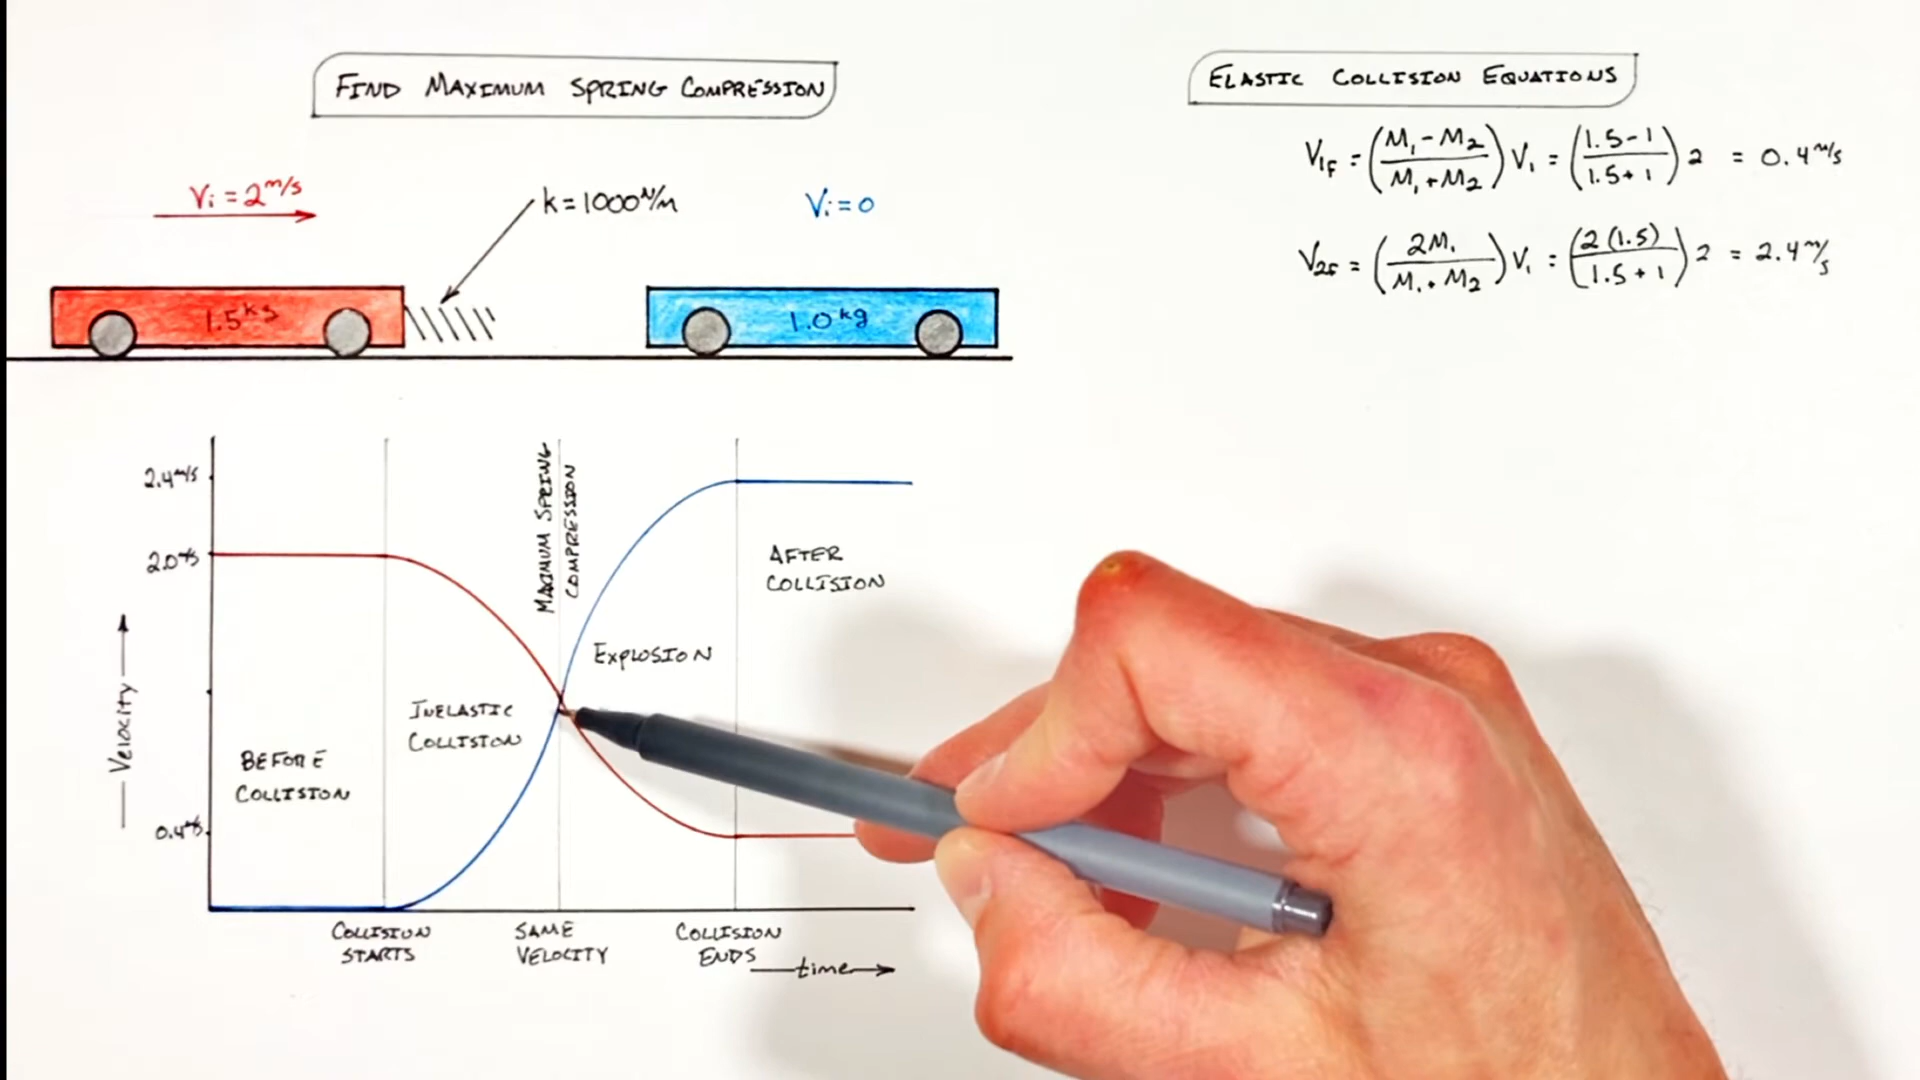 FIND MAXIMUM SPRING COMPRESSION
ELASTIC COLLISION EQUATIONS
V₁F = (M₁ - M₂ / M₁ + M₂) V₁ = (1.5 - 1 / 1.5 + 1) 2 = 0.4 m/s
V₂F = (2M₁ / M₁ + M₂) V₁ = (2(1.5) / 1.5 + 1) 2 = 2.4 m/s
Vi = 2 m/s
k = 1000 N/m
Vi = 0
1.5 kg
1.0 kg
2.4 m/s
2.0 m/s
0.4 m/s
Velocity
MAXIMUM SPRING
COMPRESSION
AFTER
COLLISION
EXPLOSION
INELASTIC
COLLISION
BEFORE
COLLISION
COLLISION
STARTS
SAME
VELOCITY
COLLISION
ENDS
time